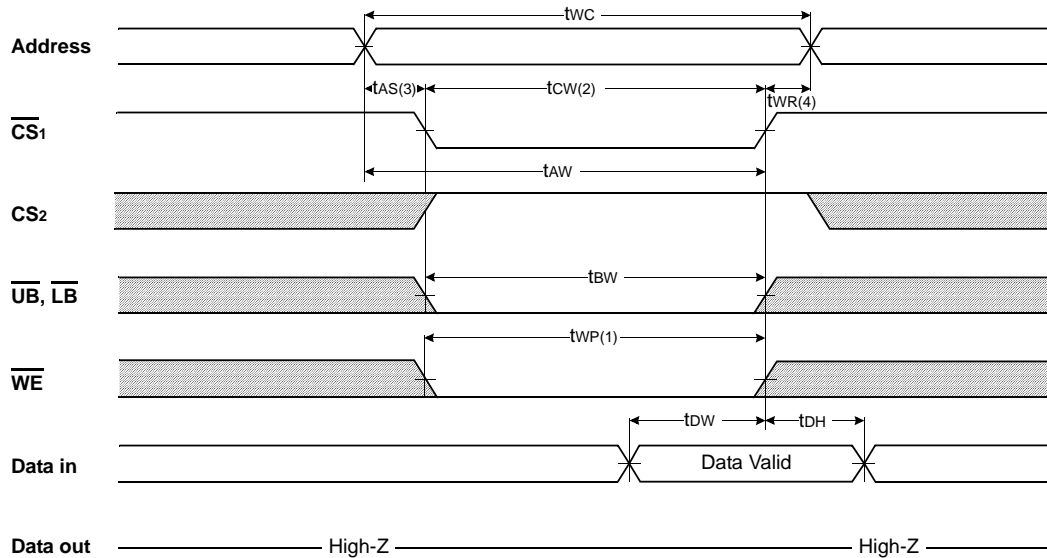 tWC
Address
tAS(3) tCW(2) tWR(4)
CS1
tAW
CS2
tBW
UB, LB
tWP(1)
WE
tDW tDH
Data in Data Valid
Data out High-Z High-Z